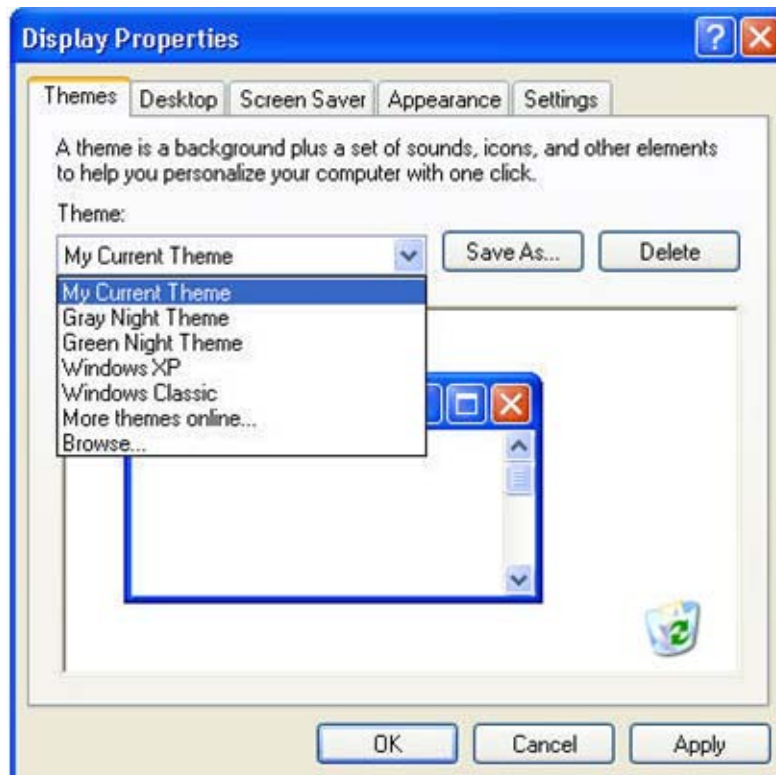 Display Properties
Themes Desktop Screen Saver Appearance Settings
A theme is a background plus a set of sounds, icons, and other elements
to help you personalize your computer with one click.
Theme:
My Current Theme Save As... Delete
My Current Theme
Gray Night Theme
Green Night Theme
Windows XP
Windows Classic
More themes online...
Browse...
OK Cancel Apply